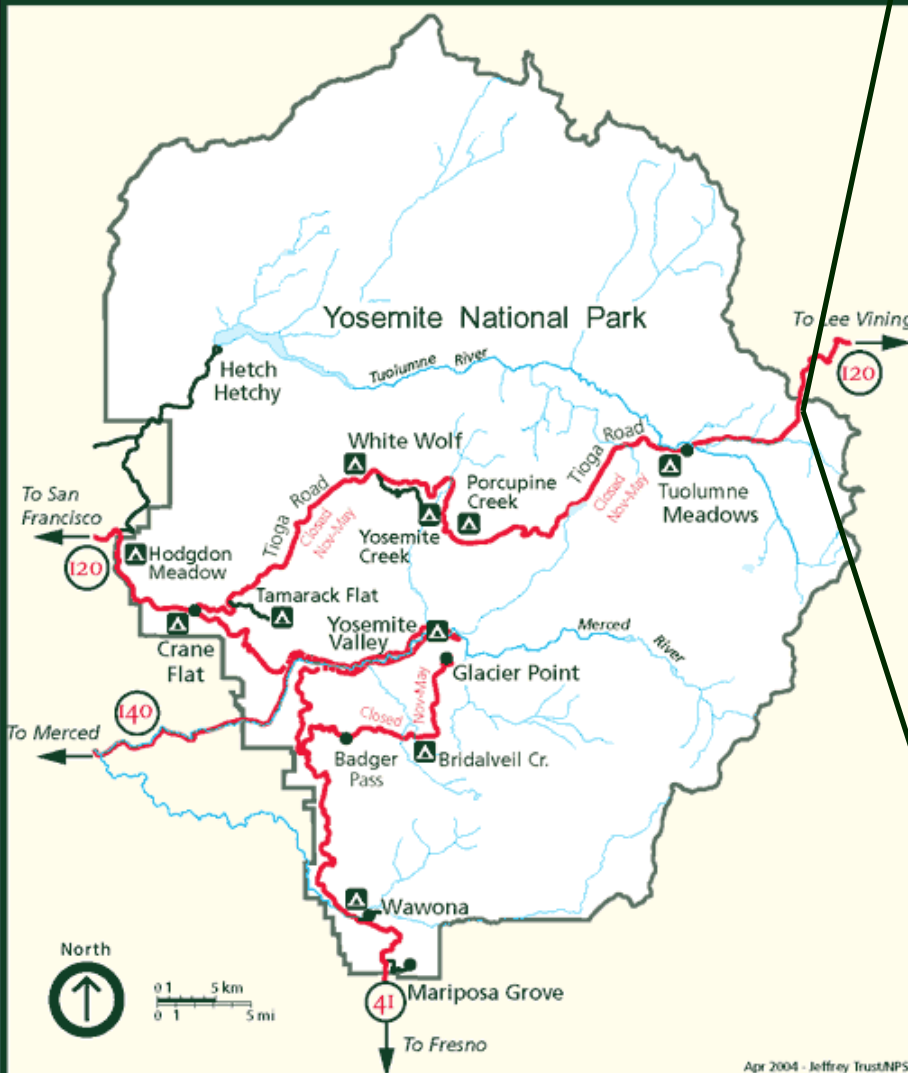 Yosemite National Park
To Lee Vining
120
Hetch
Hetchy
Tuolumne River
White Wolf
Tioga Road
Closed
Nov-May
Porcupine
Creek
Tioga Road
Closed
Nov-May
Tuolumne
Meadows
To San
Francisco
120
Hodgdon
Meadow
Yosemite
Creek
Tamarack Flat
Crane
Flat
Yosemite
Valley
Merced River
Glacier Point
Closed Nov-May
140
To Merced
Badger
Pass
Bridalveil Cr.
Wawona
North
0 1 5 km
0 1 5 mi
41
Mariposa Grove
To Fresno
Apr 2004 - Jeffrey Trust/NPS